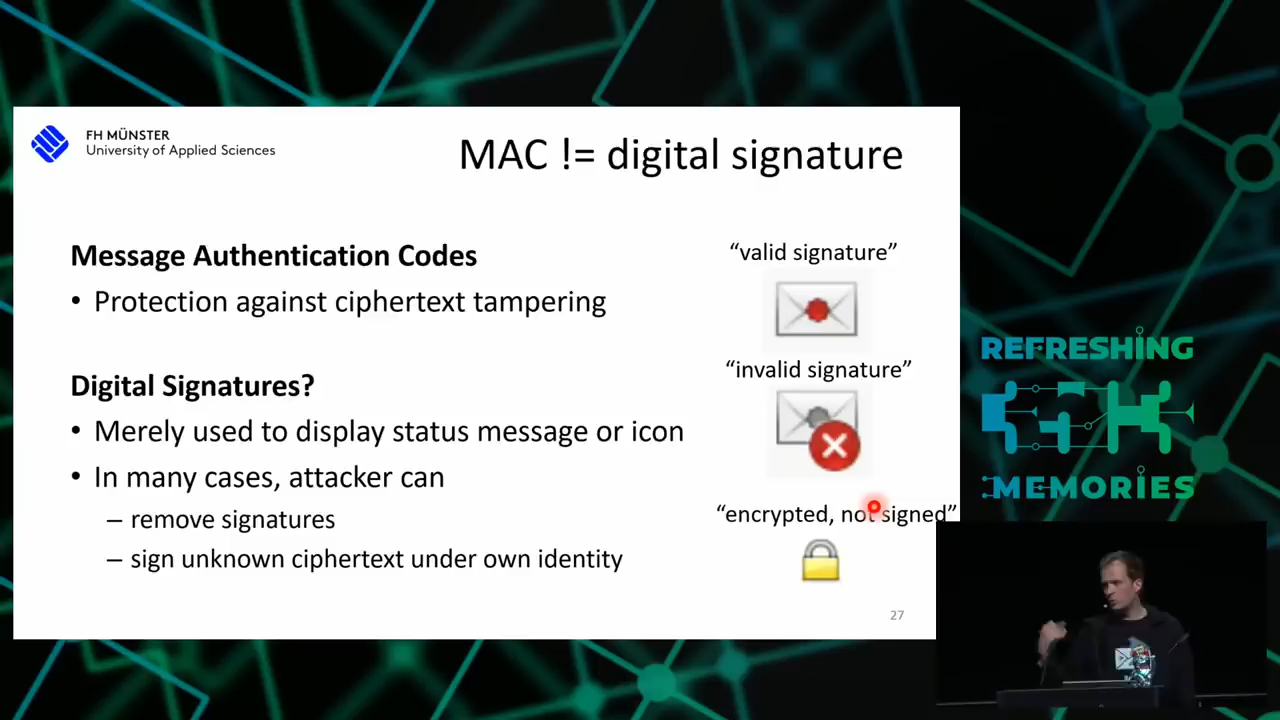 FH MÜNSTER
University of Applied Sciences
MAC != digital signature
Message Authentication Codes
• Protection against ciphertext tampering
Digital Signatures?
• Merely used to display status message or icon
• In many cases, attacker can
– remove signatures
– sign unknown ciphertext under own identity
“valid signature”
“invalid signature”
“encrypted, not signed”
27
REFRESHING
MEMORIES